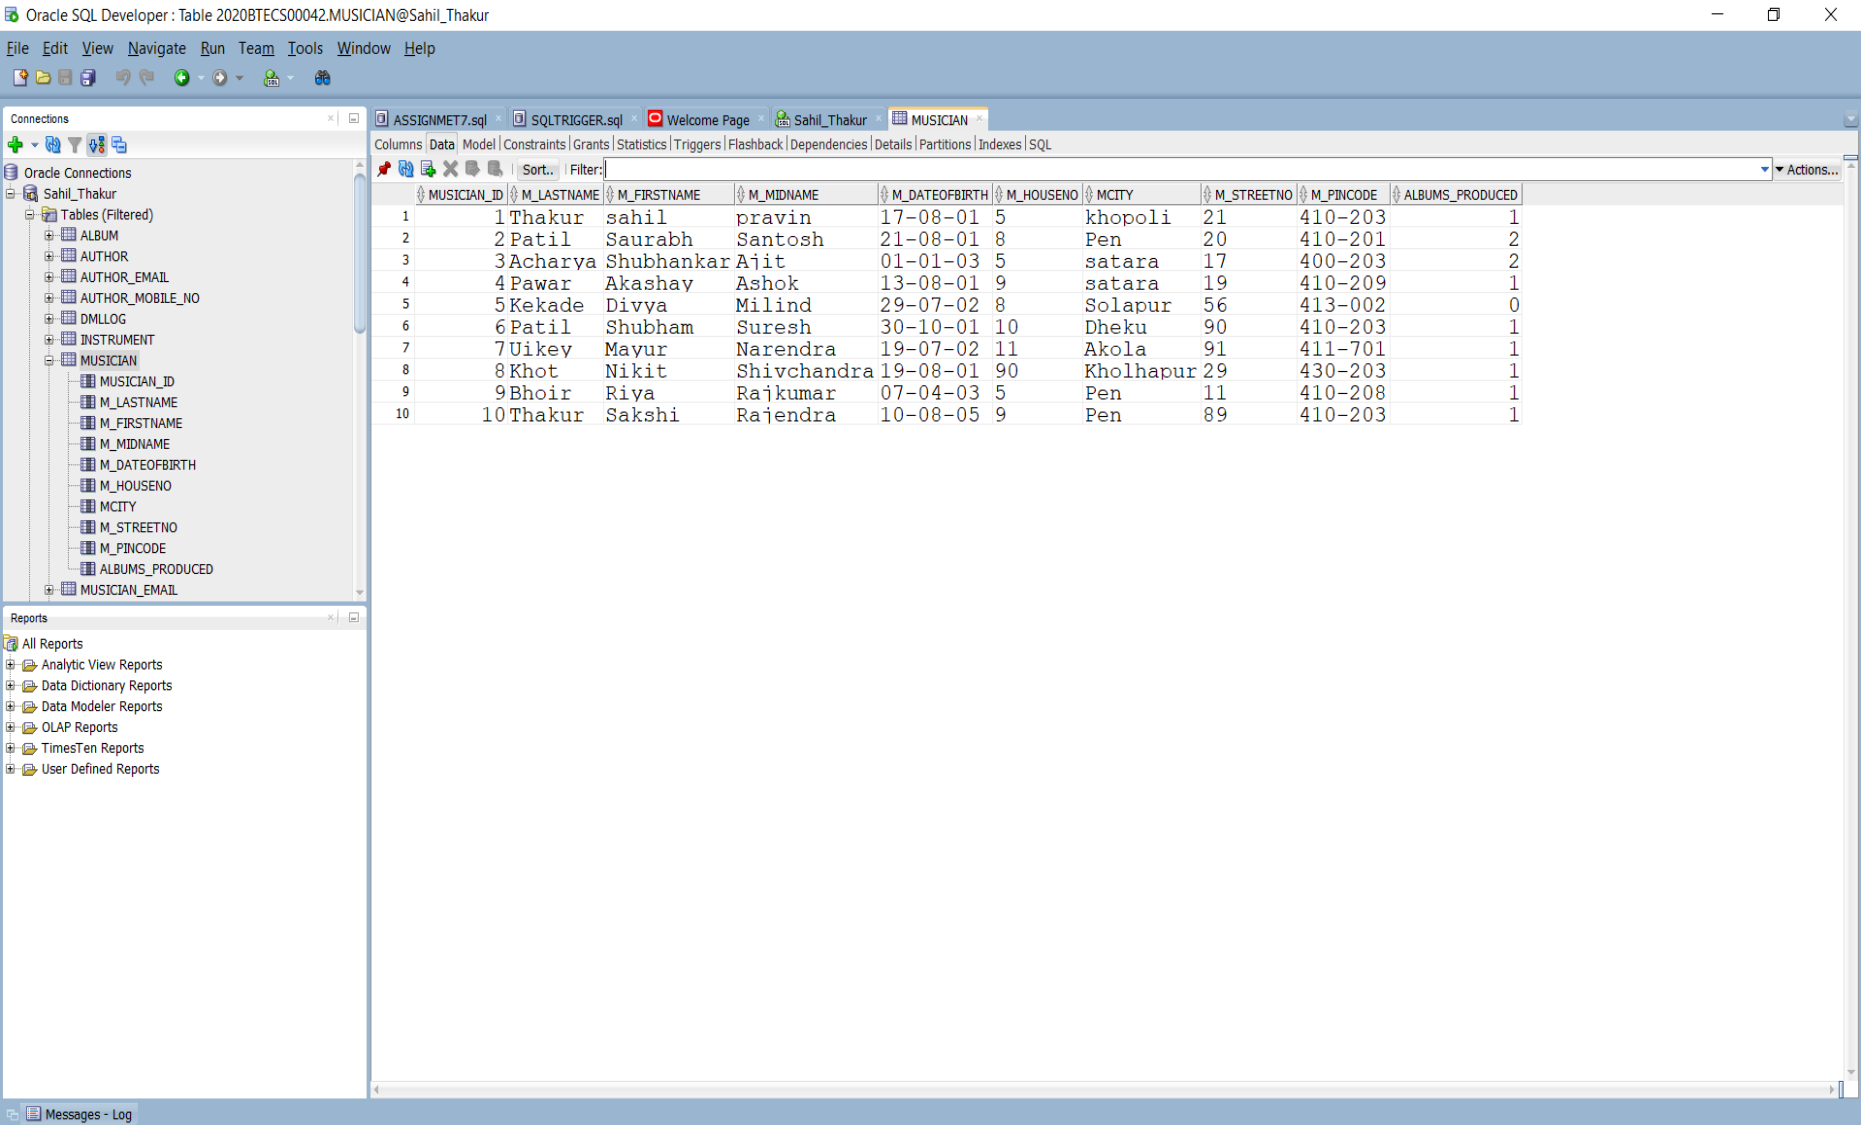 Oracle SQL Developer : Table 2020BTECS00042.MUSICIAN@Sahil_Thakur
File Edit View Navigate Run Team Tools Window Help
Connections
Oracle Connections
Sahil_Thakur
Tables (Filtered)
ALBUM
AUTHOR
AUTHOR_EMAIL
AUTHOR_MOBILE_NO
DMLLOG
INSTRUMENT
MUSICIAN
MUSICIAN_ID
M_LASTNAME
M_FIRSTNAME
M_MIDNAME
M_DATEOFBIRTH
M_HOUSENO
MCITY
M_STREETNO
M_PINCODE
ALBUMS_PRODUCED
MUSICIAN_EMAIL
Reports
All Reports
Analytic View Reports
Data Dictionary Reports
Data Modeler Reports
OLAP Reports
TimesTen Reports
User Defined Reports
ASSIGNMET7.sql SQLTRIGGER.sql Welcome Page Sahil_Thakur MUSICIAN
Columns Data Model Constraints Grants Statistics Triggers Flashback Dependencies Details Partitions Indexes SQL
Sort.. Filter: Actions...
MUSICIAN_ID M_LASTNAME M_FIRSTNAME M_MIDNAME M_DATEOFBIRTH M_HOUSENO MCITY M_STREETNO M_PINCODE ALBUMS_PRODUCED
1 1 Thakur sahil pravin 17-08-01 5 khopoli 21 410-203 1
2 2 Patil Saurabh Santosh 21-08-01 8 Pen 20 410-201 2
3 3 Acharya Shubhankar Ajit 01-01-03 5 satara 17 400-203 2
4 4 Pawar Akashay Ashok 13-08-01 9 satara 19 410-209 1
5 5 Kekade Divya Milind 29-07-02 8 Solapur 56 413-002 0
6 6 Patil Shubham Suresh 30-10-01 10 Dheku 90 410-203 1
7 7 Uikey Mayur Narendra 19-07-02 11 Akola 91 411-701 1
8 8 Khot Nikit Shivchandra 19-08-01 90 Kholhapur 29 430-203 1
9 9 Bhoir Riya Rajkumar 07-04-03 5 Pen 11 410-208 1
10 10 Thakur Sakshi Rajendra 10-08-05 9 Pen 89 410-203 1
Messages - Log